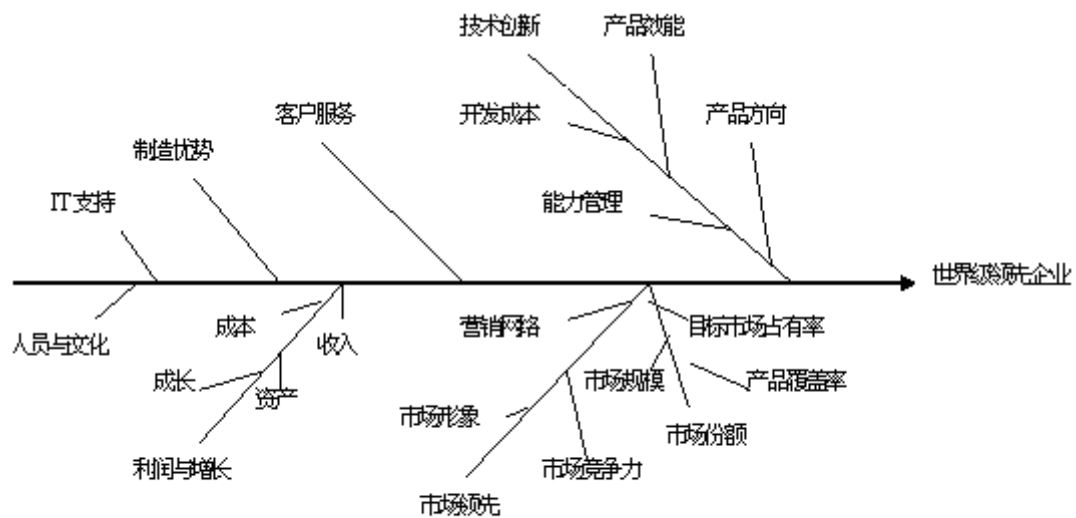 技术创新
产品效能
客户服务
开发成本
产品方向
制造优势
IT支持
能力管理
世界级领先企业
人员与文化
成本
收入
营销网络
目标市场占有率
成长
资产
市场规模
产品覆盖率
市场形象
市场份额
利润与增长
市场竞争力
市场领先